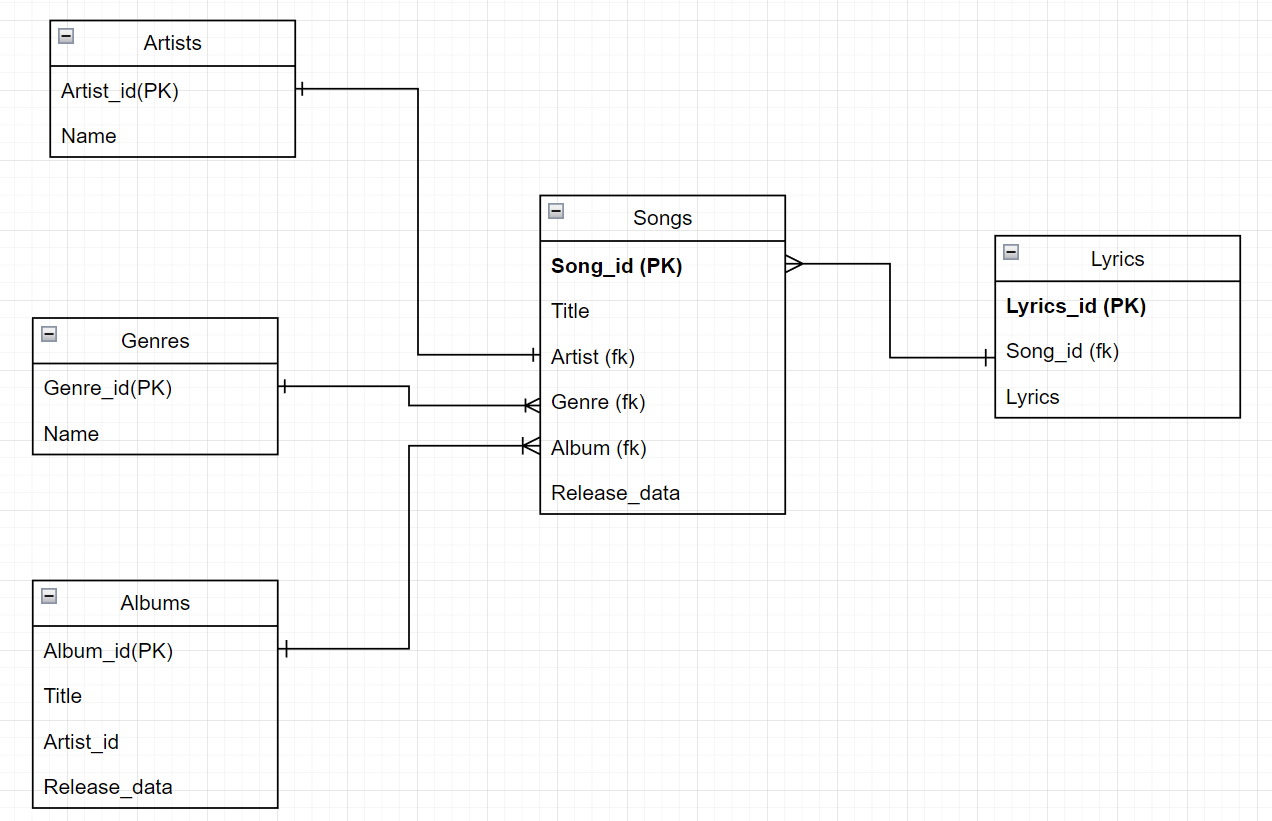 Artists
Artist_id(PK)
Name
Songs
Song_id (PK)
Title
Artist (fk)
Genre (fk)
Album (fk)
Release_data
Lyrics
Lyrics_id (PK)
Song_id (fk)
Lyrics
Genres
Genre_id(PK)
Name
Albums
Album_id(PK)
Title
Artist_id
Release_data